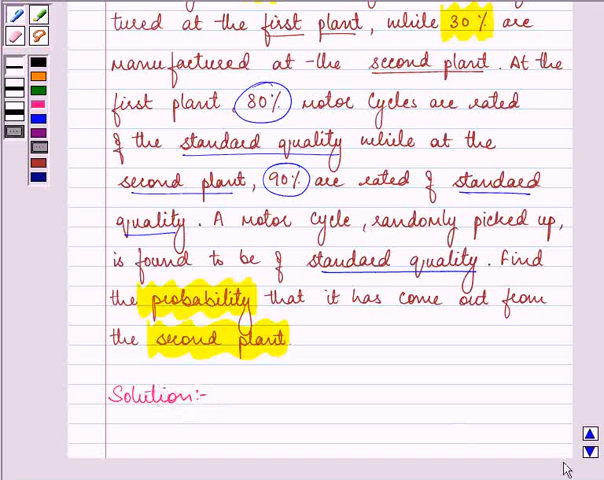 tured at the first plant, while 30% are
manufactured at the second plant. At the
first plant 80% motor cycles are rated
of the standard quality while at the
second plant, 90% are rated of standard
quality. A motor cycle, randomly picked up,
is found to be of standard quality. Find
the probability that it has come out from
the second plant.
Solution:-